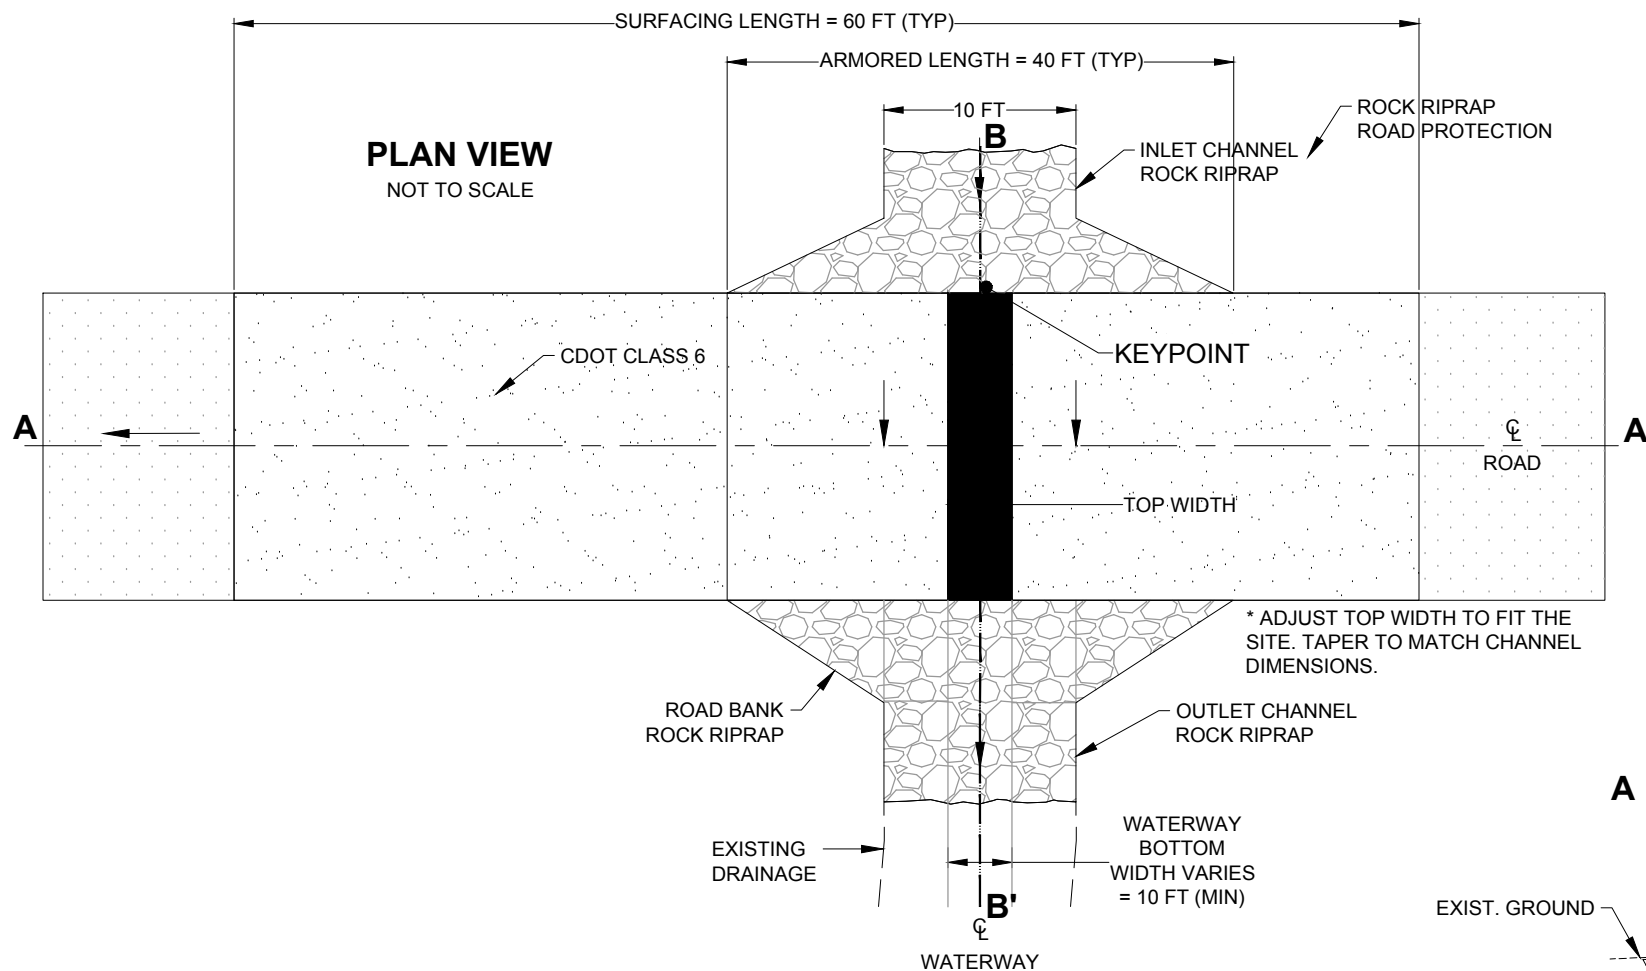 SURFACING LENGTH = 60 FT (TYP)
ARMORED LENGTH = 40 FT (TYP)
10 FT
ROCK RIPRAP
ROAD PROTECTION
B
PLAN VIEW
NOT TO SCALE
INLET CHANNEL
ROCK RIPRAP
CDOT CLASS 6
KEYPOINT
A
A
℄
ROAD
TOP WIDTH
* ADJUST TOP WIDTH TO FIT THE
SITE. TAPER TO MATCH CHANNEL
DIMENSIONS.
ROAD BANK
ROCK RIPRAP
OUTLET CHANNEL
ROCK RIPRAP
A
EXISTING
DRAINAGE
WATERWAY
BOTTOM
WIDTH VARIES
= 10 FT (MIN)
B'
℄
WATERWAY
EXIST. GROUND